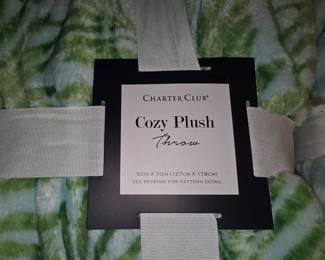 CHARTER CLUB®
Cozy Plush
Throw
50IN X 70IN (127CM X 178CM)
SEE REVERSE FOR PATTERN DETAIL